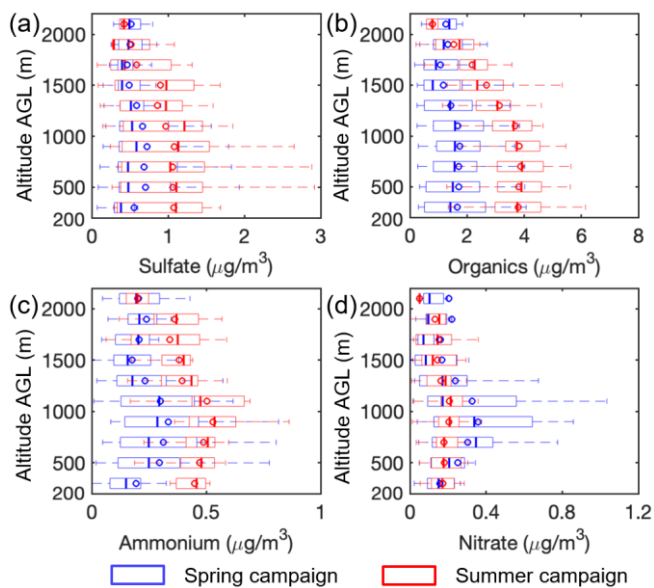 (a)
Altitude AGL (m)
2000
1500
1000
500
200
0 1 2 3
Sulfate (μg/m³)
(b)
Altitude AGL (m)
2000
1500
1000
500
200
0 2 4 6 8
Organics (μg/m³)
(c)
Altitude AGL (m)
2000
1500
1000
500
200
0 0.5 1
Ammonium (μg/m³)
(d)
Altitude AGL (m)
2000
1500
1000
500
200
0 0.4 0.8 1.2
Nitrate (μg/m³)
Spring campaign Summer campaign